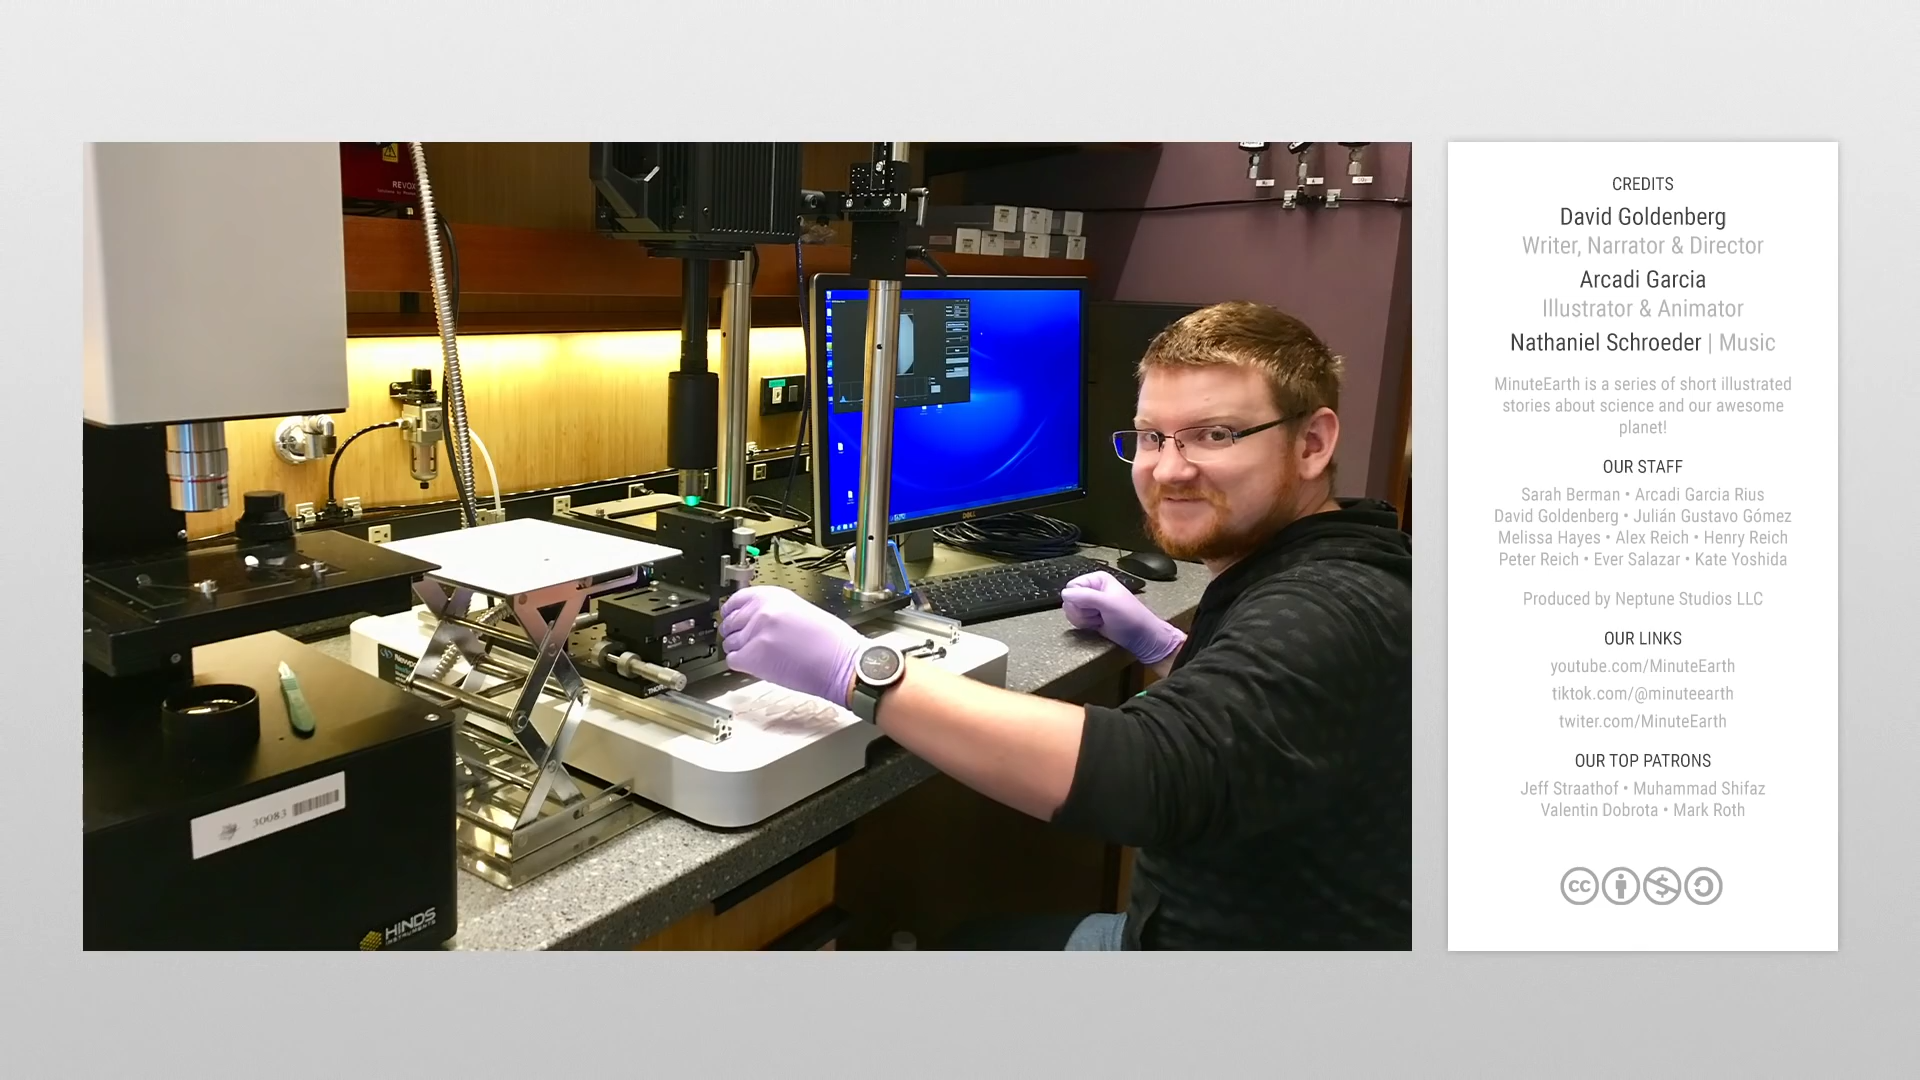 REVOX
DELL
Newpo
THOR
30083
HINDS
INSTRUMENTS
CREDITS
David Goldenberg
Writer, Narrator & Director
Arcadi Garcia
Illustrator & Animator
Nathaniel Schroeder | Music
MinuteEarth is a series of short illustrated
stories about science and our awesome
planet!
OUR STAFF
Sarah Berman • Arcadi Garcia Rius
David Goldenberg • Julián Gustavo Gómez
Melissa Hayes • Alex Reich • Henry Reich
Peter Reich • Ever Salazar • Kate Yoshida
Produced by Neptune Studios LLC
OUR LINKS
youtube.com/MinuteEarth
tiktok.com/@minuteearth
twiter.com/MinuteEarth
OUR TOP PATRONS
Jeff Straathof • Muhammad Shifaz
Valentin Dobrota • Mark Roth
cc